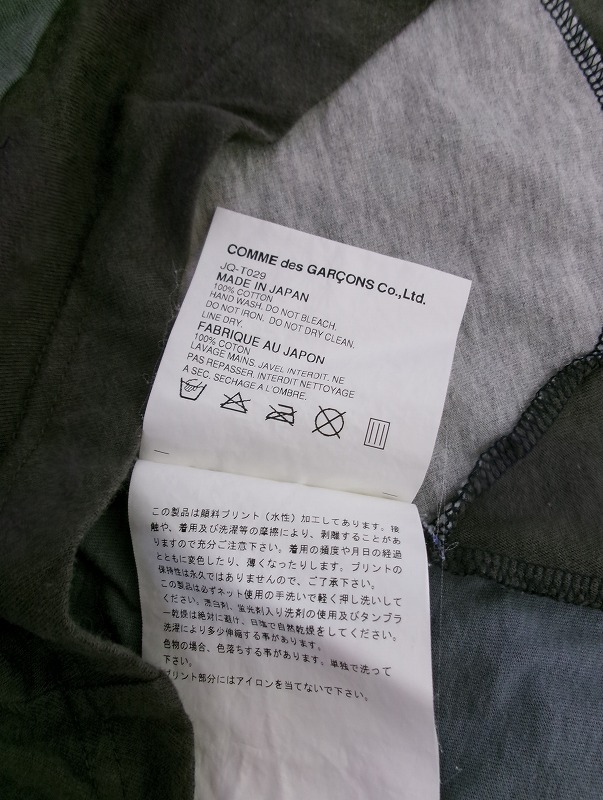 COMME des GARÇONS Co.,Ltd.
JQ-T029
MADE IN JAPAN
100% COTTON
HAND WASH. DO NOT BLEACH.
DO NOT IRON. DO NOT DRY CLEAN.
LINE DRY.
FABRIQUE AU JAPON
100% COTON
LAVAGE MAINS. JAVEL INTERDIT. NE
PAS REPASSER. INTERDIT NETTOYAGE
A SEC. SECHAGE A L'OMBRE.
この製品は顔料プリント（水性）加工してあります。接
触や、着用及び洗濯等の摩擦により、剥離することがあ
りますので充分ご注意下さい。着用の頻度や月日の経過
とともに変色したり、薄くなったりします。プリントの
保持性は永久ではありませんので、ご了承下さい。
この製品は必ずネット使用の手洗いで軽く押し洗いして
ください。漂白剤、蛍光剤入り洗剤の使用及びタンブラ
ー乾燥は絶対に避け、日陰で自然乾燥をしてください。
洗濯により多少伸縮する事があります。
色物の場合、色落ちする事があります。単独で洗って
下さい。
プリント部分にはアイロンを当てないで下さい。